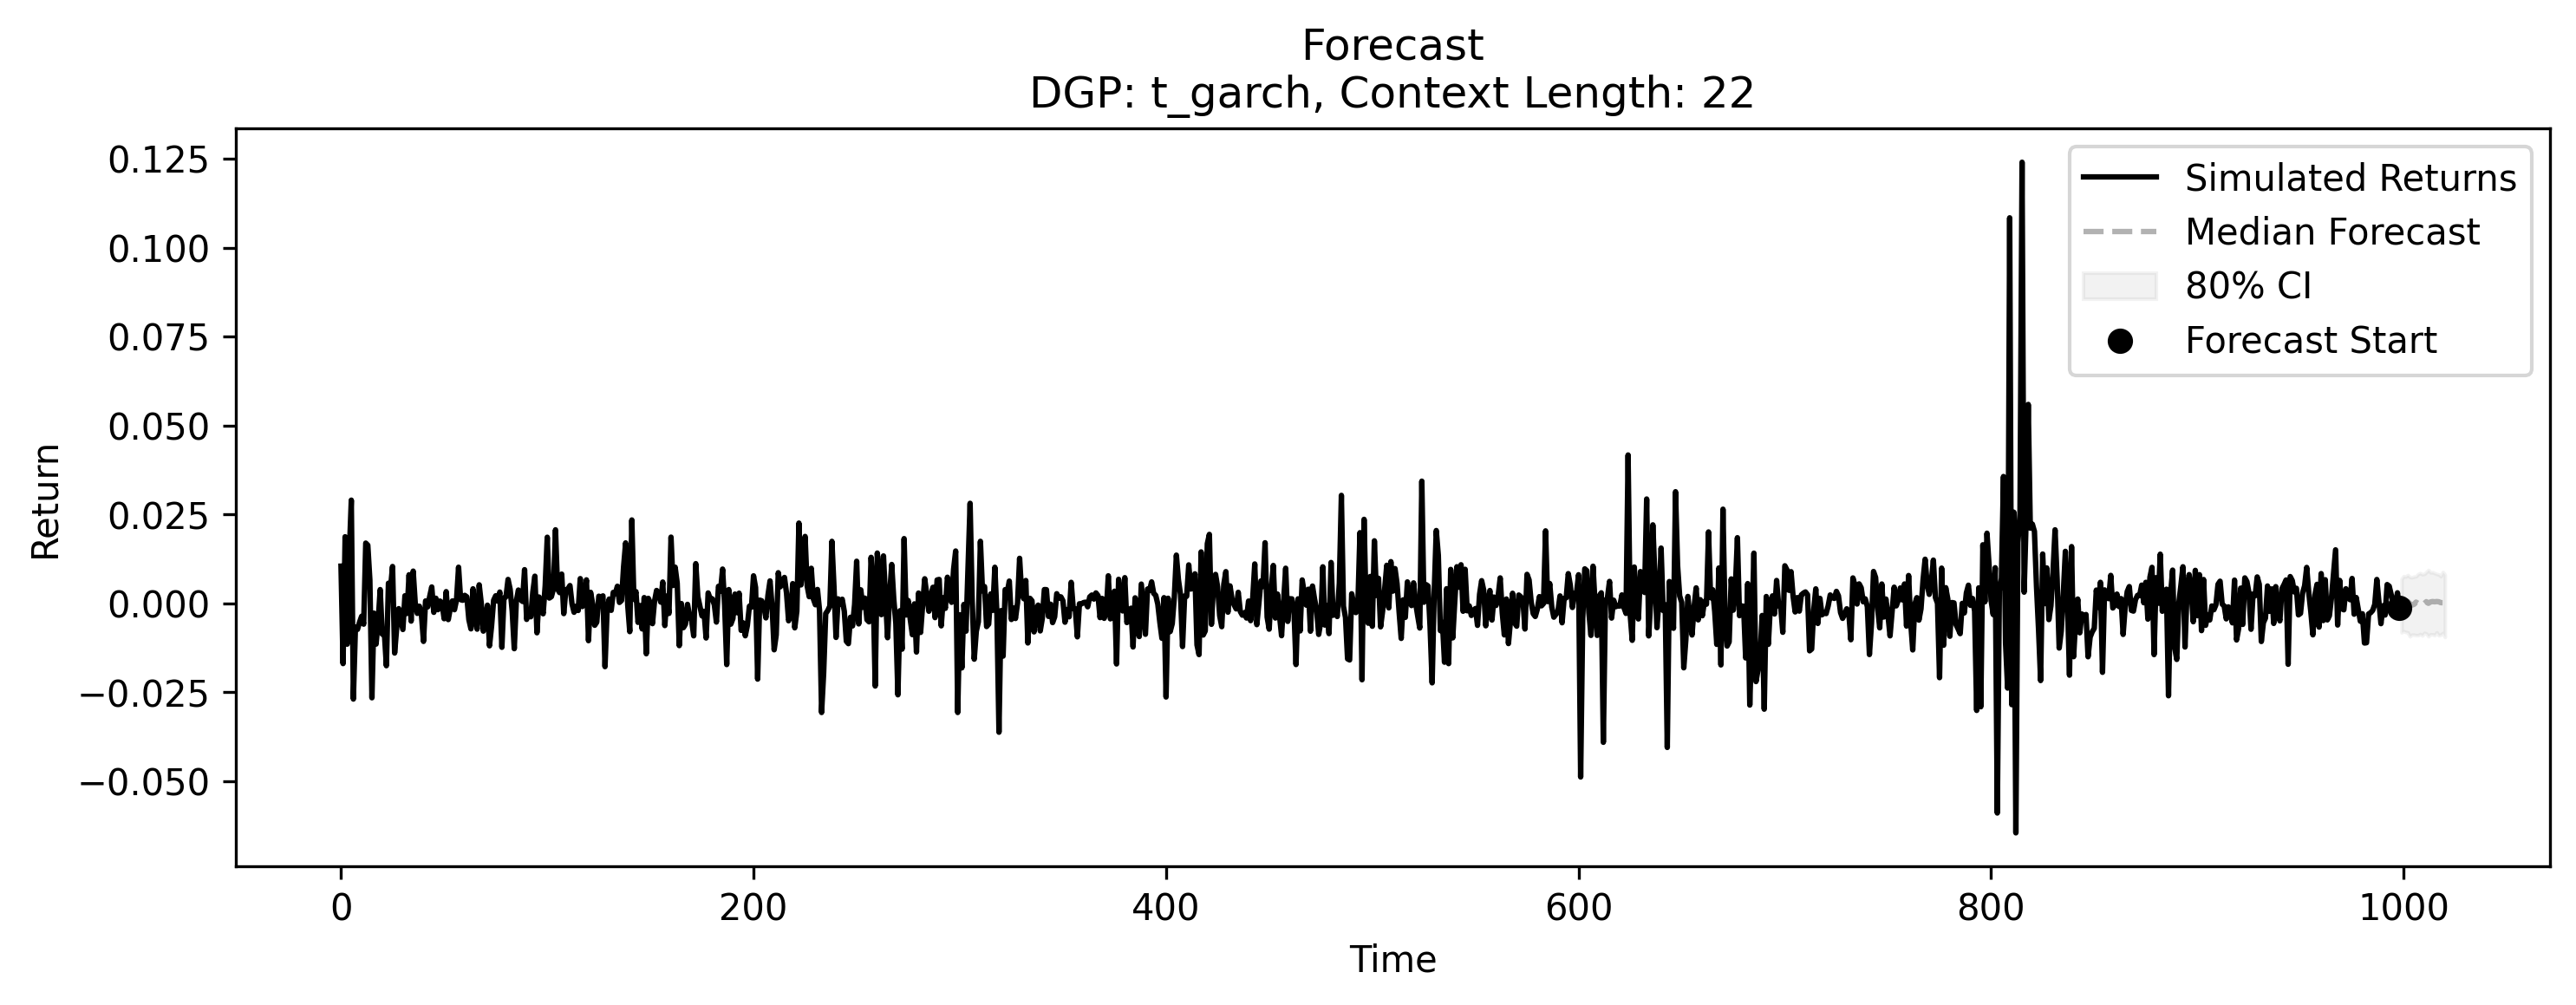 Forecast
DGP: t_garch, Context Length: 22
Return
0.125
0.100
0.075
0.050
0.025
0.000
−0.025
−0.050
Simulated Returns
Median Forecast
80% CI
Forecast Start
0
200
400
600
800
1000
Time